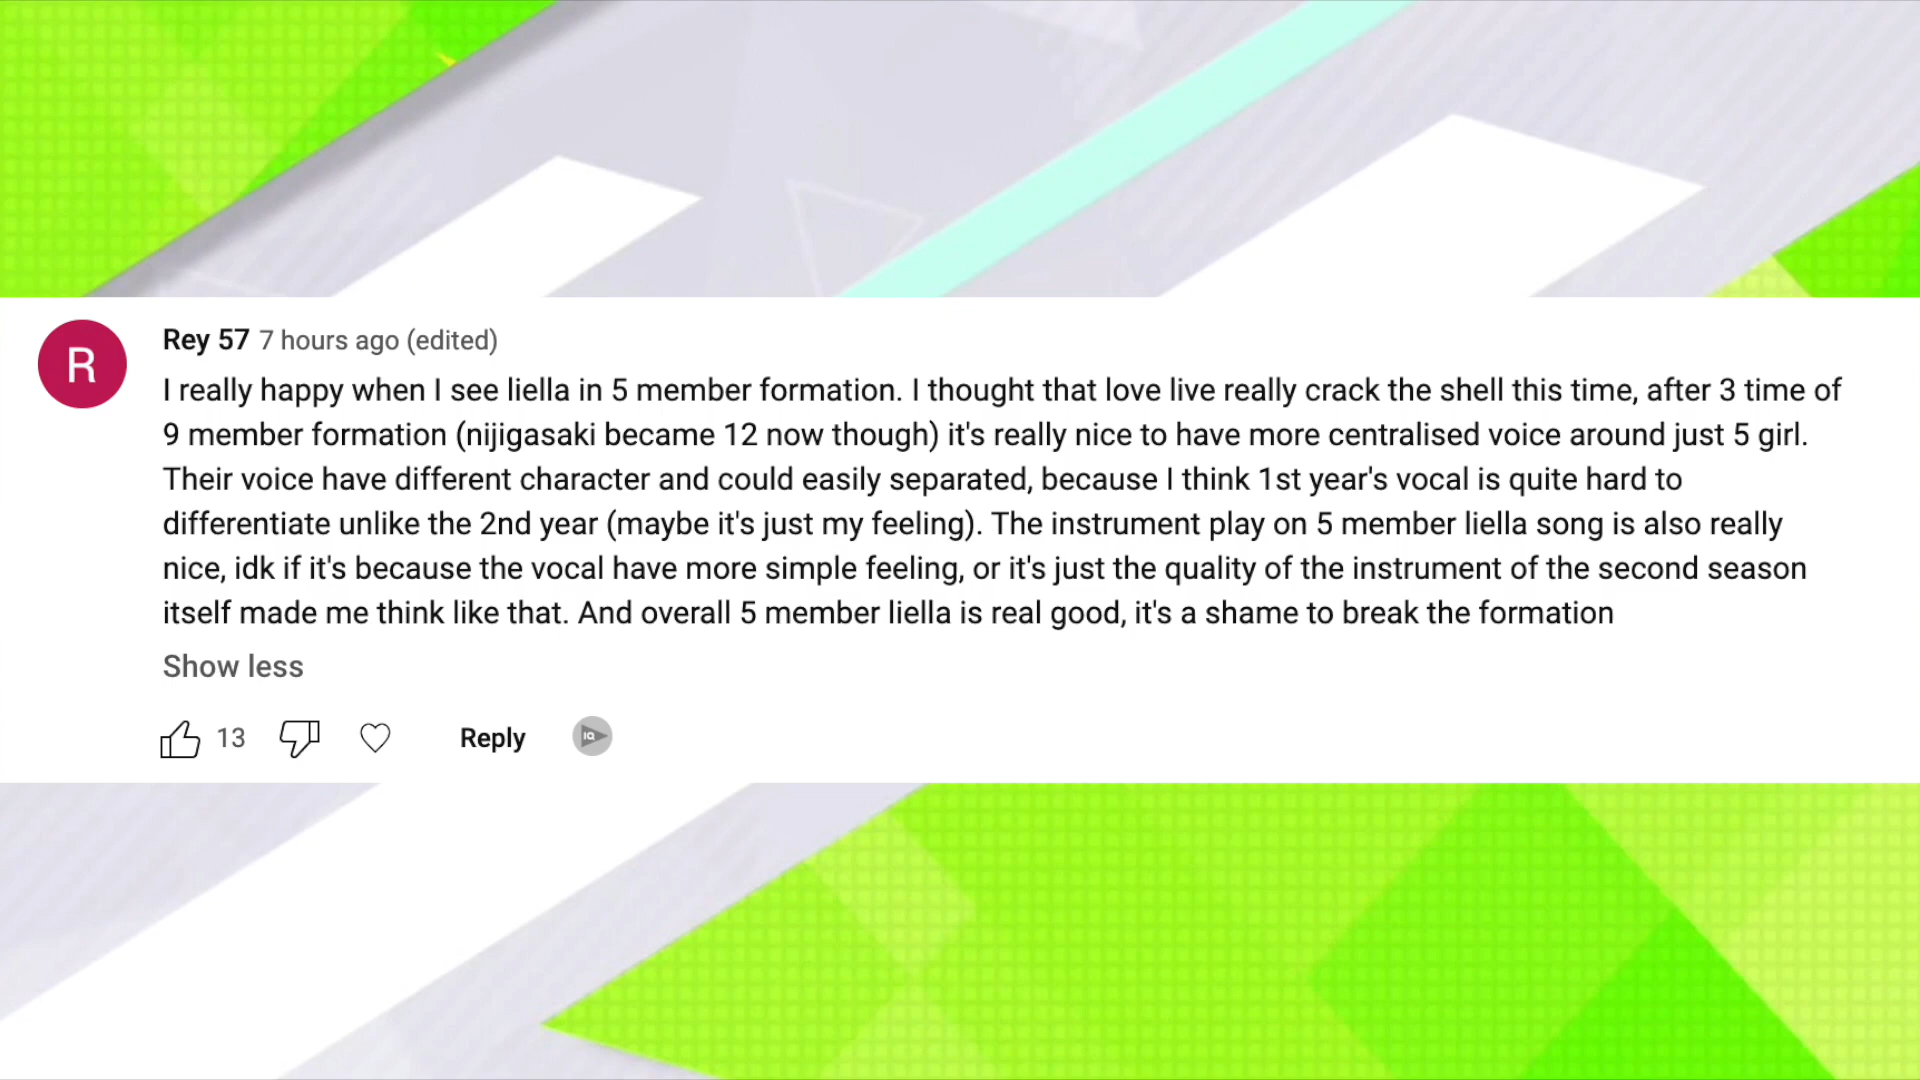 R
Rey 57 7 hours ago (edited)
I really happy when I see liella in 5 member formation. I thought that love live really crack the shell this time, after 3 time of
9 member formation (nijigasaki became 12 now though) it's really nice to have more centralised voice around just 5 girl.
Their voice have different character and could easily separated, because I think 1st year's vocal is quite hard to
differentiate unlike the 2nd year (maybe it's just my feeling). The instrument play on 5 member liella song is also really
nice, idk if it's because the vocal have more simple feeling, or it's just the quality of the instrument of the second season
itself made me think like that. And overall 5 member liella is real good, it's a shame to break the formation
Show less
13 Reply IQ